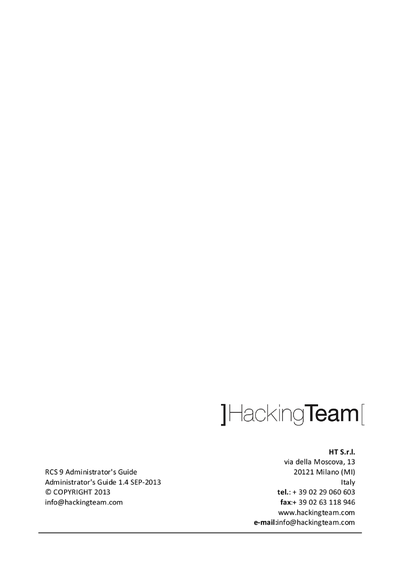 ]HackingTeam[
HT S.r.l.
via della Moscova, 13
RCS 9 Administrator's Guide 20121 Milano (MI)
Administrator's Guide 1.4 SEP-2013 Italy
© COPYRIGHT 2013 tel.: + 39 02 29 060 603
info@hackingteam.com fax:+ 39 02 63 118 946
www.hackingteam.com
e-mail:info@hackingteam.com